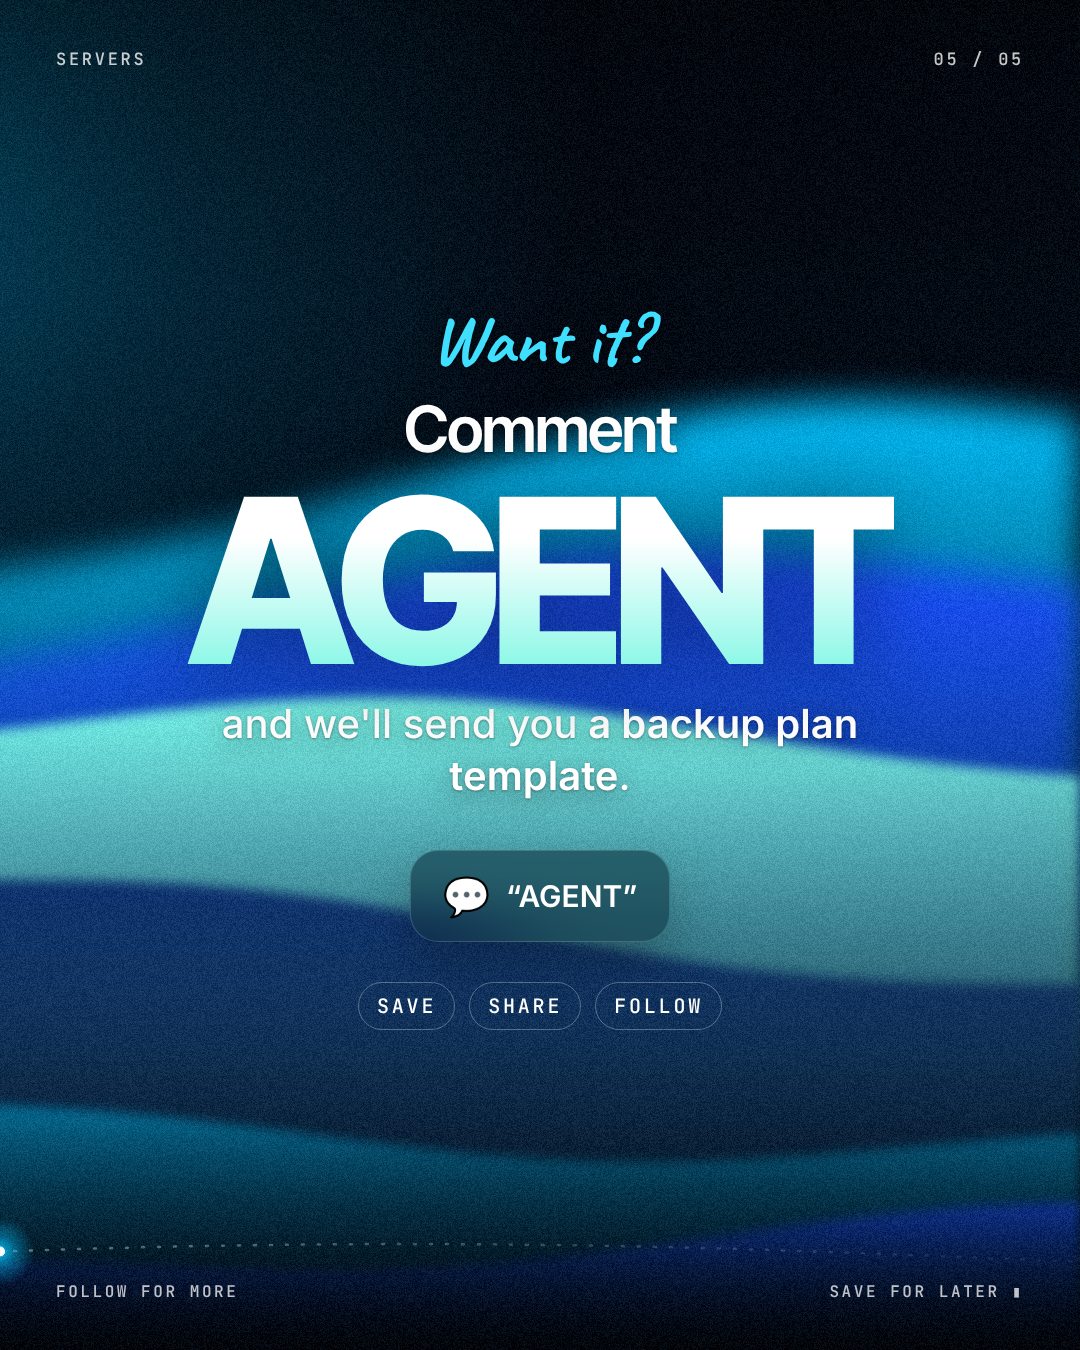 SERVERS
05 / 05
Want it?
Comment
AGENT
and we'll send you a backup plan
template.
💬 “AGENT”
SAVE SHARE FOLLOW
FOLLOW FOR MORE
SAVE FOR LATER ▮